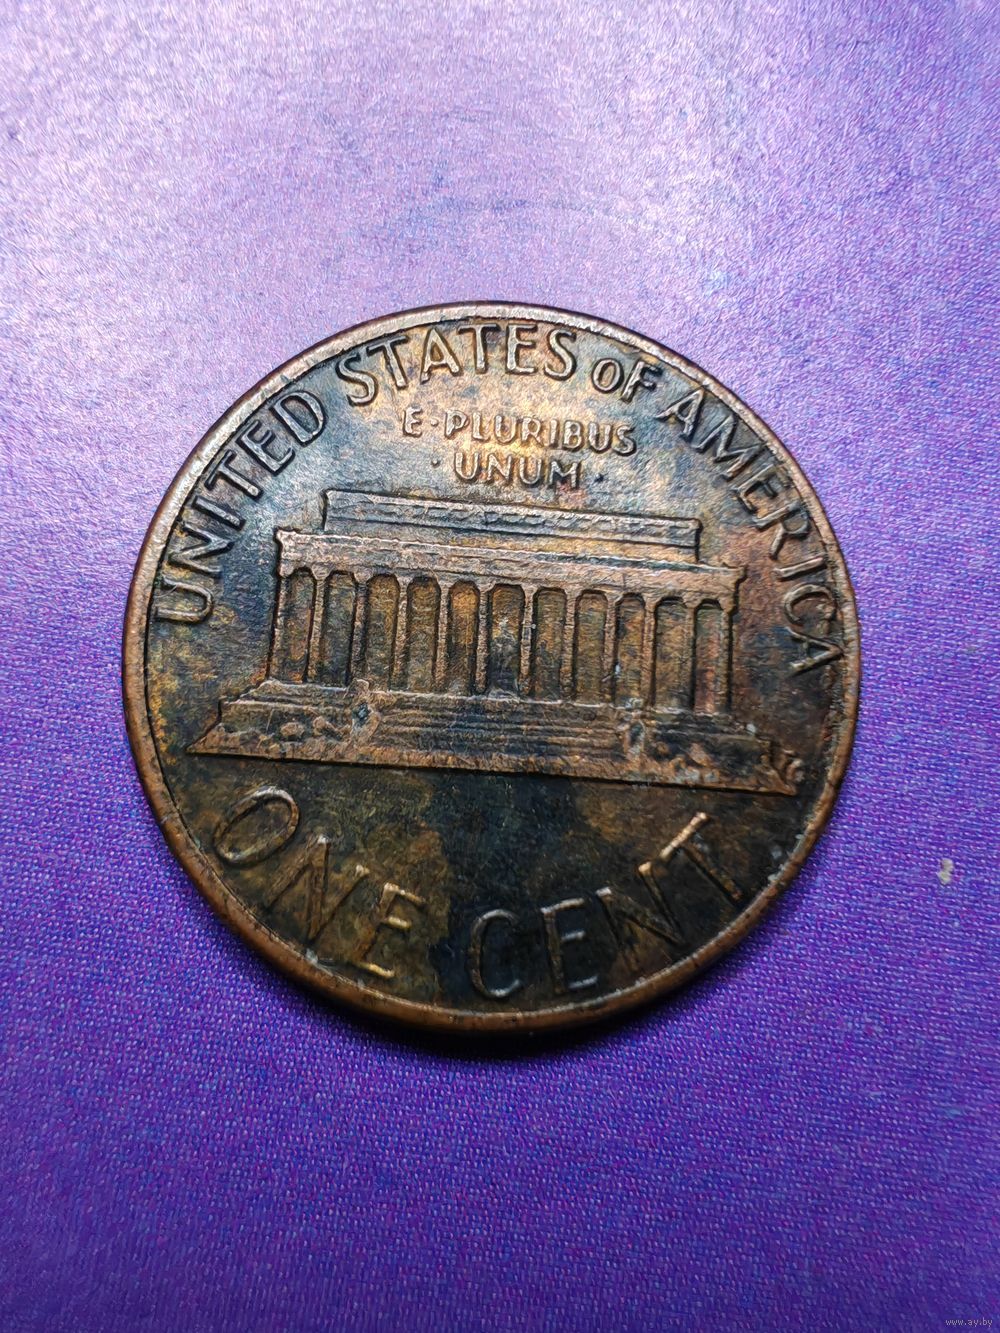 UNITED STATES OF AMERICA
E·PLURIBUS
·UNUM·
ONE CENT
www.ay.by